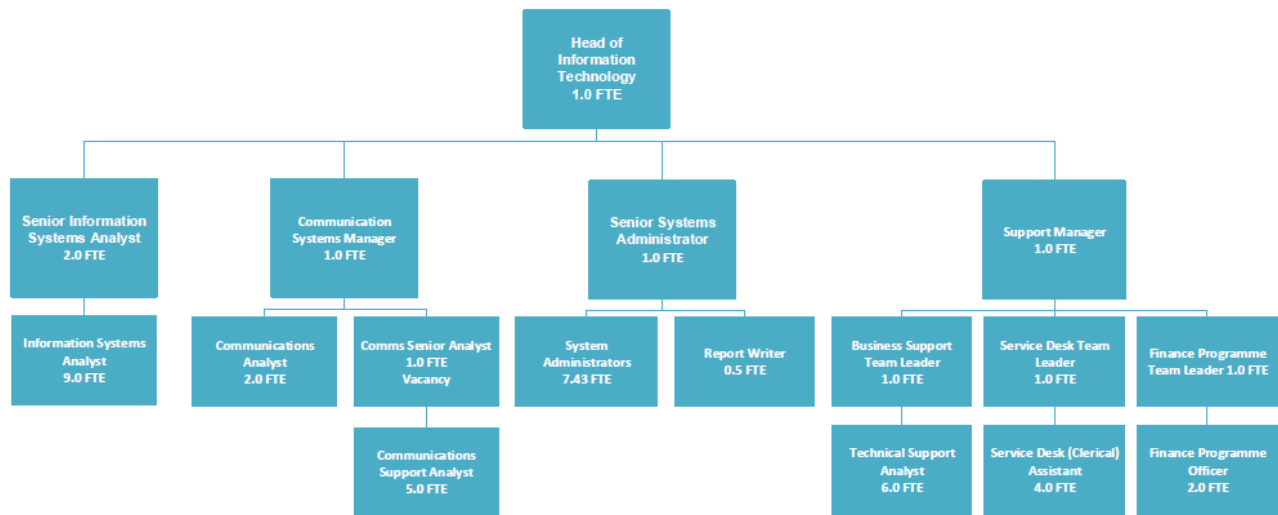 Head of
Information
Technology
1.0 FTE
Senior Information
Systems Analyst
2.0 FTE
Communication
Systems Manager
1.0 FTE
Senior Systems
Administrator
1.0 FTE
Support Manager
1.0 FTE
Information Systems
Analyst
9.0 FTE
Communications
Analyst
2.0 FTE
Comms Senior Analyst
1.0 FTE
Vacancy
System
Administrators
7.43 FTE
Report Writer
0.5 FTE
Business Support
Team Leader
1.0 FTE
Service Desk Team
Leader
1.0 FTE
Finance Programme
Team Leader 1.0 FTE
Communications
Support Analyst
5.0 FTE
Technical Support
Analyst
6.0 FTE
Service Desk (Clerical)
Assistant
4.0 FTE
Finance Programme
Officer
2.0 FTE